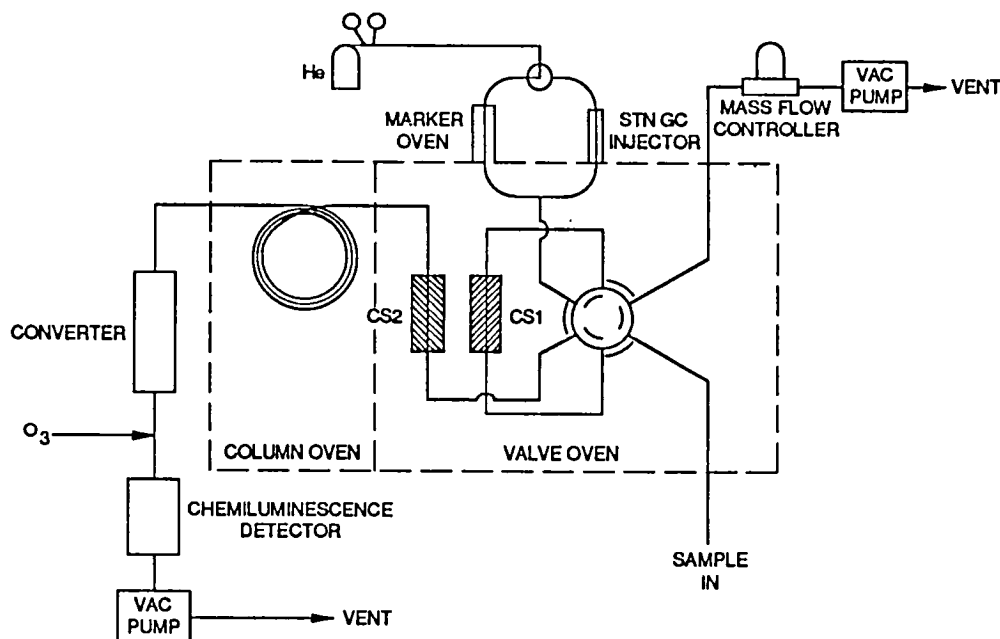 He
MARKER
OVEN
STN GC
INJECTOR
MASS FLOW
CONTROLLER
VAC
PUMP
VENT
CONVERTER
CS2
CS1
O3
COLUMN OVEN
VALVE OVEN
CHEMILUMINESCENCE
DETECTOR
SAMPLE
IN
VAC
PUMP
VENT